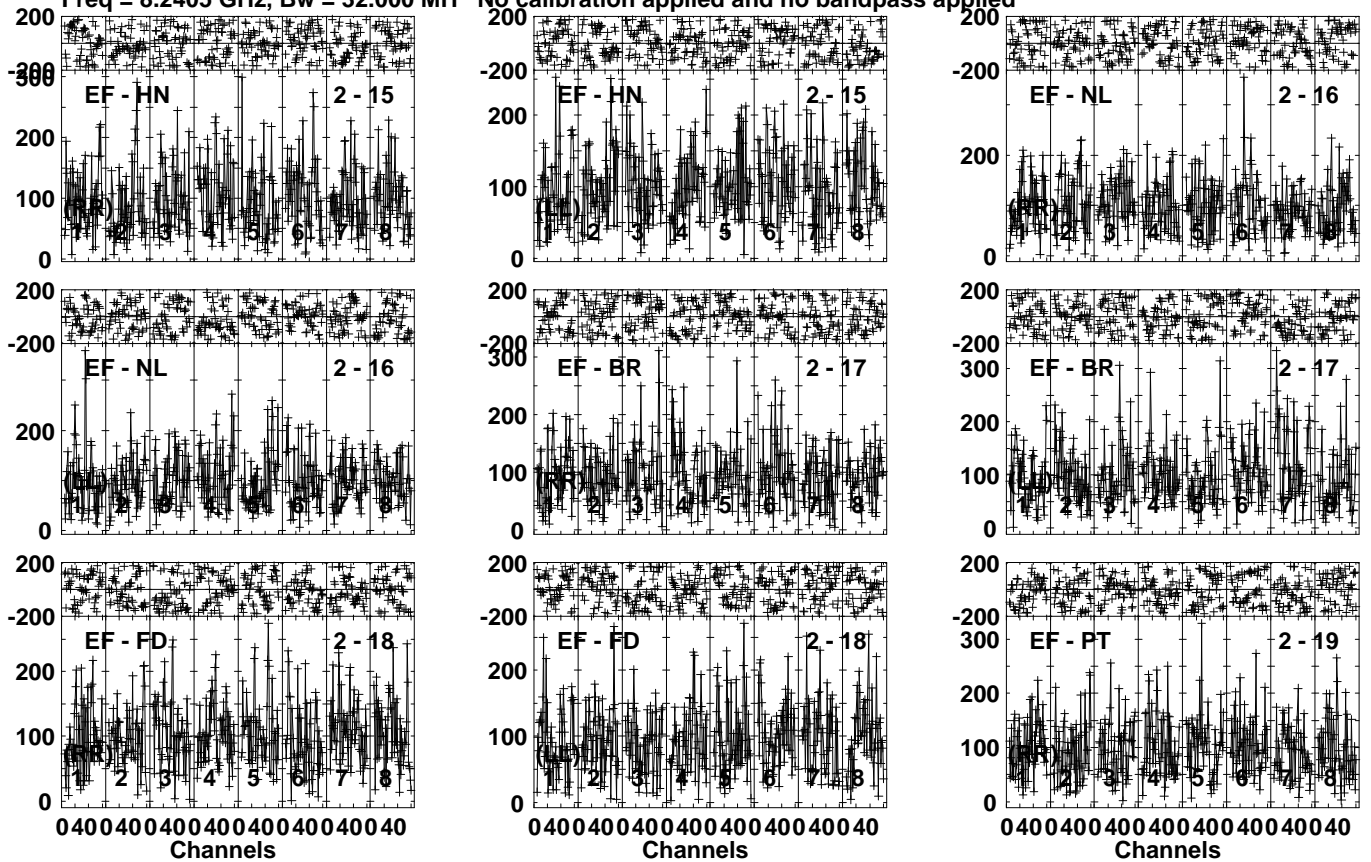 Freq = 8.2405 GHz, Bw = 32.000 MH No calibration applied and no bandpass applied
200 200 200
-200 -200 -200
300
EF - HN 2 - 15 EF - HN 2 - 15 EF - NL 2 - 16
200 200 200
100 100
(RR) (LL) (RR)
1 2 3 4 5 6 7 8 1 2 3 4 5 6 7 8 1 2 3 4 5 6 7 8
0 0 0
200 200 200
-200 -200 -200
300 300
EF - NL 2 - 16 EF - BR 2 - 17 EF - BR 2 - 17
200 200 200
100 100
(LL) (RR) (LL)
1 2 3 4 5 6 7 8 1 2 3 4 5 6 7 8 1 2 3 4 5 6 7 8
0 0 0
200 200 200
-200 -200 -200
EF - FD 2 - 18 EF - FD 2 - 18 EF - PT 2 - 19
300
200 200 200
100 100 100
(RR) (LL) (RR)
1 2 3 4 5 6 7 8 1 2 3 4 5 6 7 8 1 2 3 4 5 6 7 8
0 0 0
0 40 0 40 0 40 0 40 0 40 0 40 0 40 0 40 0 40 0 40 0 40 0 40 0 40 0 40 0 40 0 40 0 40 0 40 0 40 0 40 0 40 0 40 0 40 0 40
Channels Channels Channels